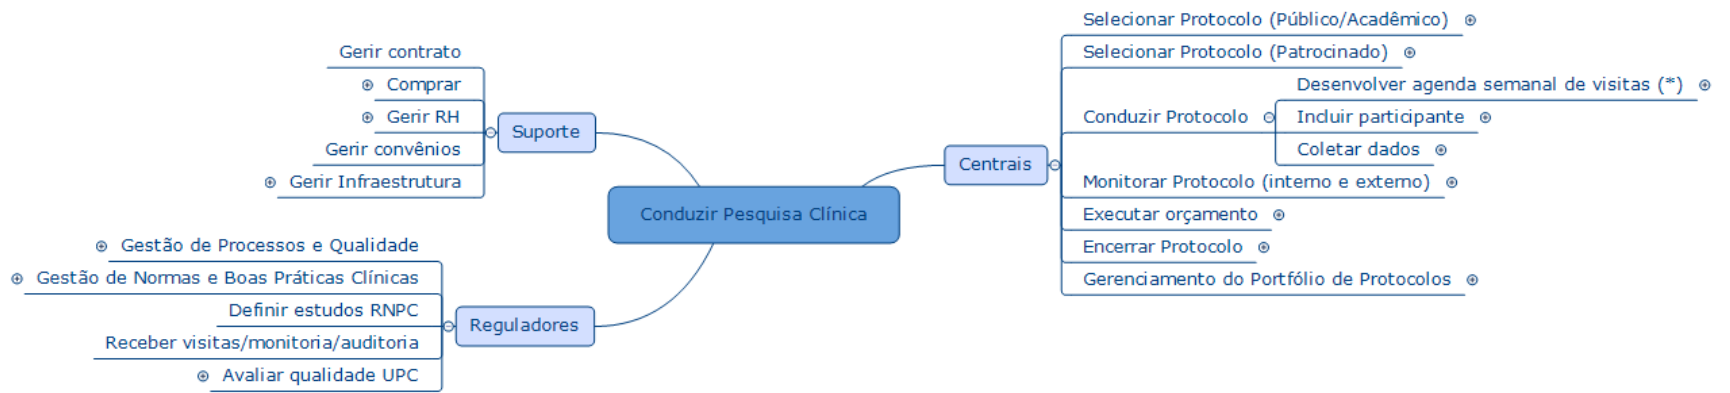 Conduzir Pesquisa Clínica
Suporte
Gerir contrato
Comprar
Gerir RH
Gerir convênios
Gerir Infraestrutura
Reguladores
Gestão de Processos e Qualidade
Gestão de Normas e Boas Práticas Clínicas
Definir estudos RNPC
Receber visitas/monitoria/auditoria
Avaliar qualidade UPC
Centrais
Selecionar Protocolo (Público/Acadêmico)
Selecionar Protocolo (Patrocinado)
Conduzir Protocolo
Desenvolver agenda semanal de visitas (*)
Incluir participante
Coletar dados
Monitorar Protocolo (interno e externo)
Executar orçamento
Encerrar Protocolo
Gerenciamento do Portfólio de Protocolos